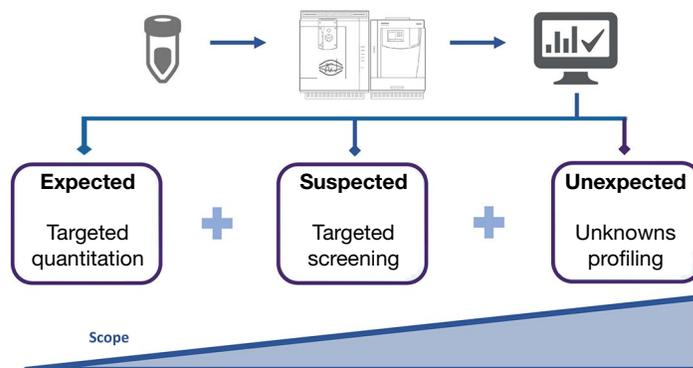 Expected
Targeted
quantitation
Suspected
Targeted
screening
Unexpected
Unknowns
profiling
Scope